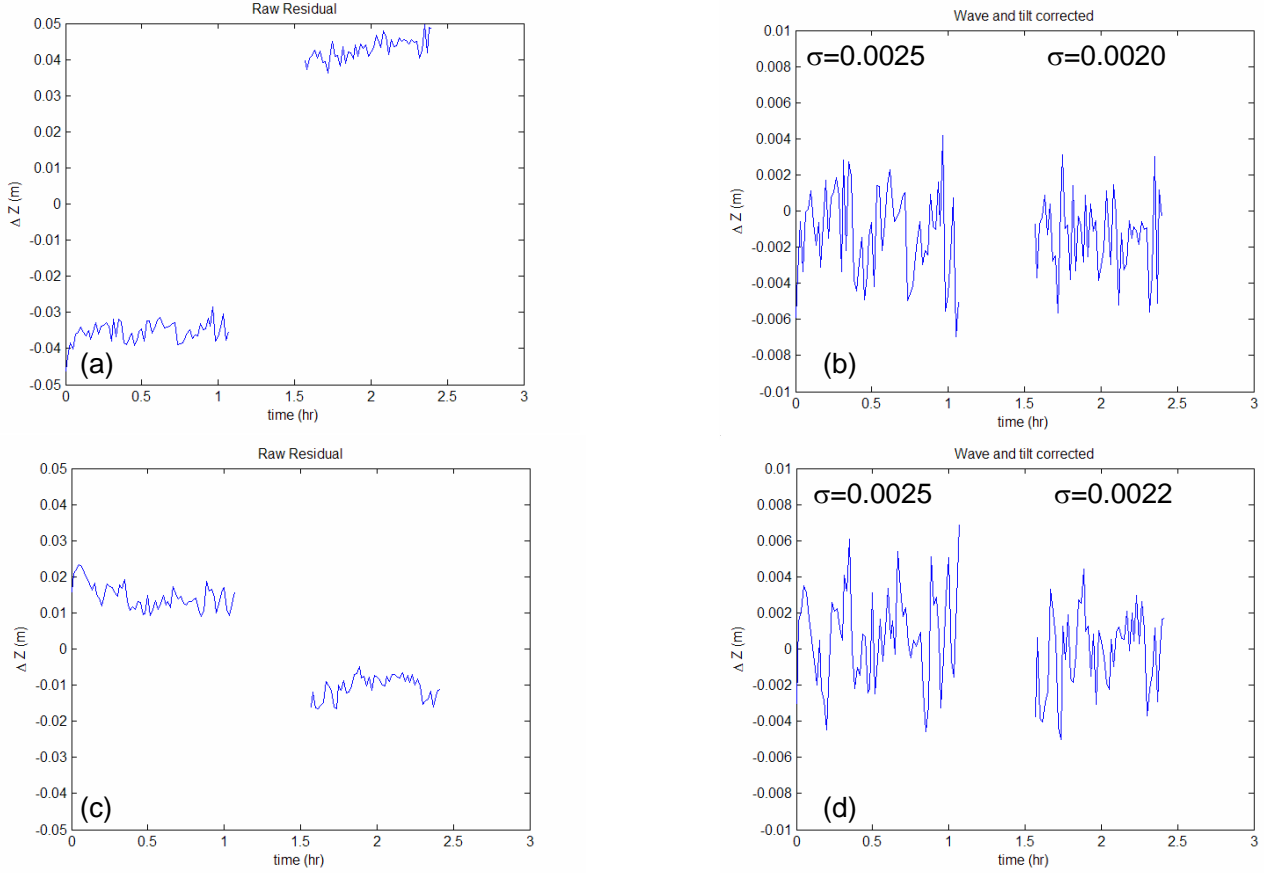 Raw Residual
0.05
0.04
0.03
0.02
0.01
0
-0.01
-0.02
-0.03
-0.04
-0.05
Δ Z (m)
(a)
0 0.5 1 1.5 2 2.5 3
time (hr)
Wave and tilt corrected
0.01
0.008
0.006
0.004
0.002
0
-0.002
-0.004
-0.006
-0.008
-0.01
Δ Z (m)
σ=0.0025 σ=0.0020
(b)
0 0.5 1 1.5 2 2.5 3
time (hr)
Raw Residual
0.05
0.04
0.03
0.02
0.01
0
-0.01
-0.02
-0.03
-0.04
-0.05
Δ Z (m)
(c)
0 0.5 1 1.5 2 2.5 3
time (hr)
Wave and tilt corrected
0.01
0.008
0.006
0.004
0.002
0
-0.002
-0.004
-0.006
-0.008
-0.01
Δ Z (m)
σ=0.0025 σ=0.0022
(d)
0 0.5 1 1.5 2 2.5 3
time (hr)